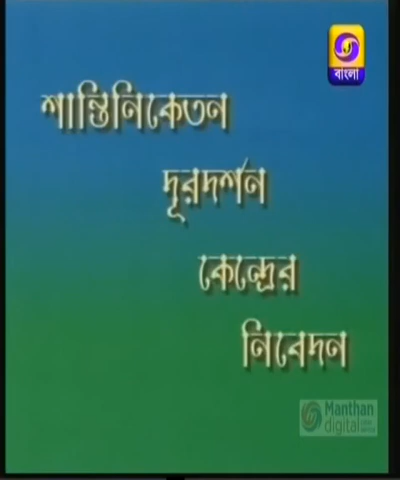 বাংলা
শান্তিনিকেতন
দূরদর্শন
কেন্দ্রের
নিবেদন
Manthan
digital